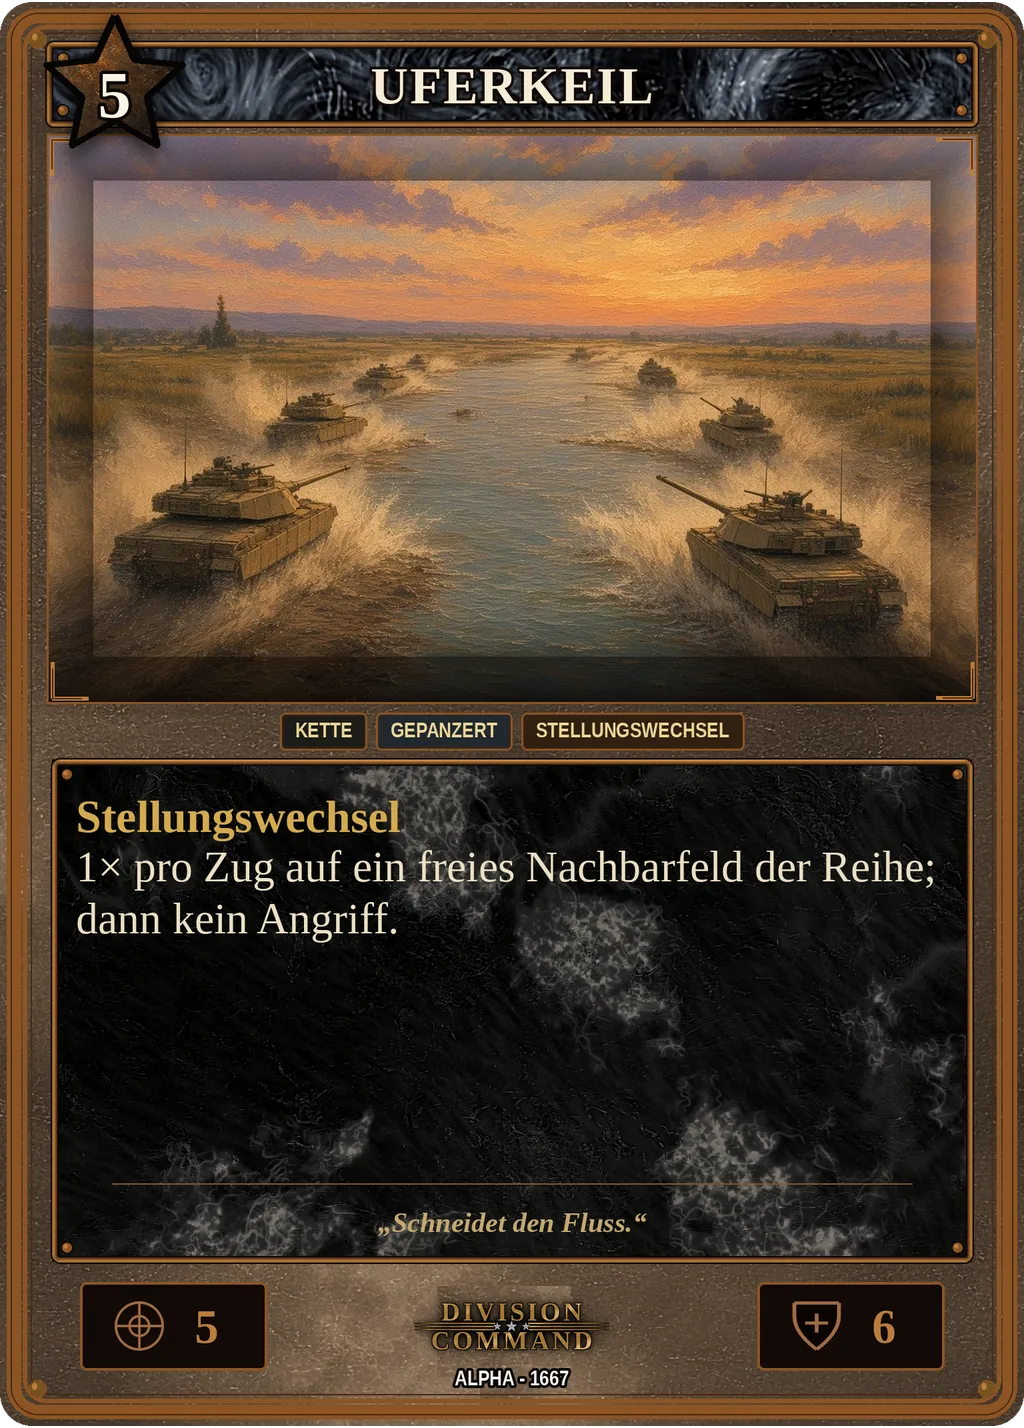 5
UFERKEIL
KETTE GEPANZERT STELLUNGSWECHSEL
Stellungswechsel
1× pro Zug auf ein freies Nachbarfeld der Reihe;
dann kein Angriff.
„Schneidet den Fluss.“
5
DIVISION
COMMAND
ALPHA - 1667
6